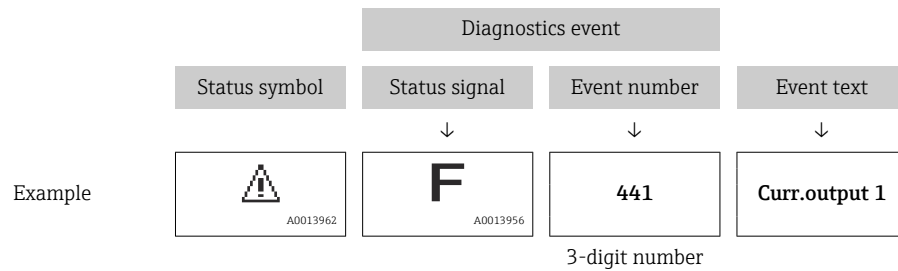 Diagnostics event
Status symbol Status signal Event number Event text
↓ ↓ ↓
Example F 441 Curr.output 1
A0013962 A0013956
3-digit number